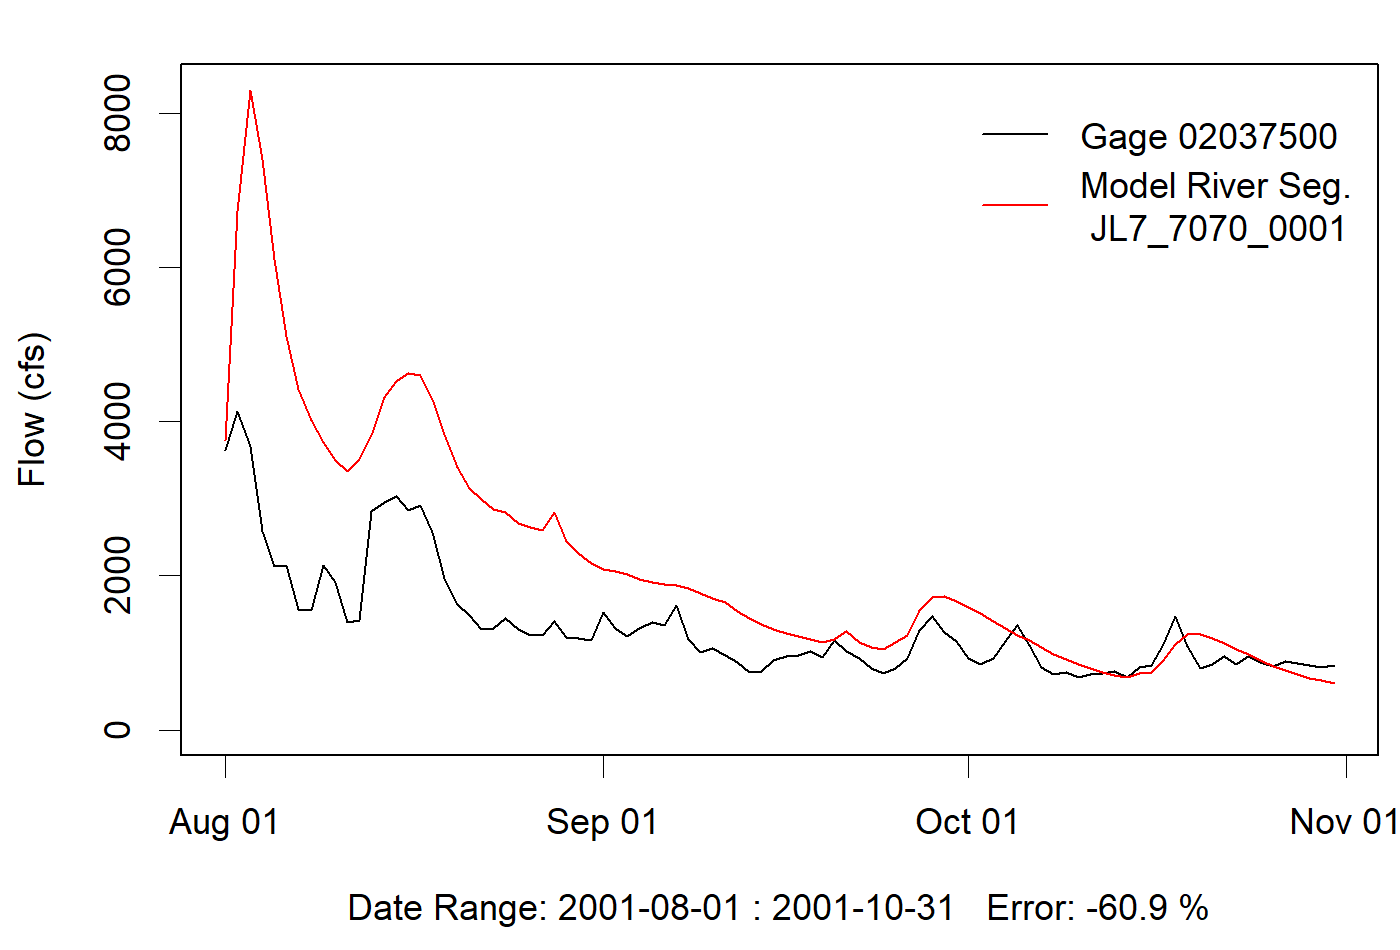 8000
6000
4000
2000
0
Flow (cfs)
Gage 02037500
Model River Seg.
JL7_7070_0001
Aug 01
Sep 01
Oct 01
Nov 01
Date Range: 2001-08-01 : 2001-10-31   Error: -60.9 %